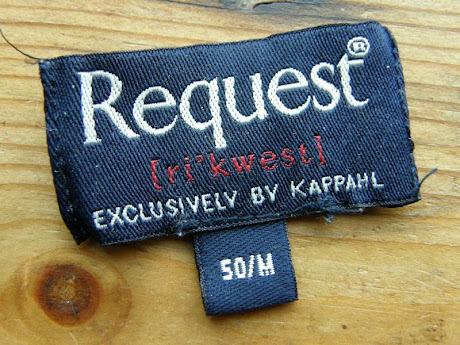 Request®
[ri'kwest]
EXCLUSIVELY BY KAPPAHL
50/M